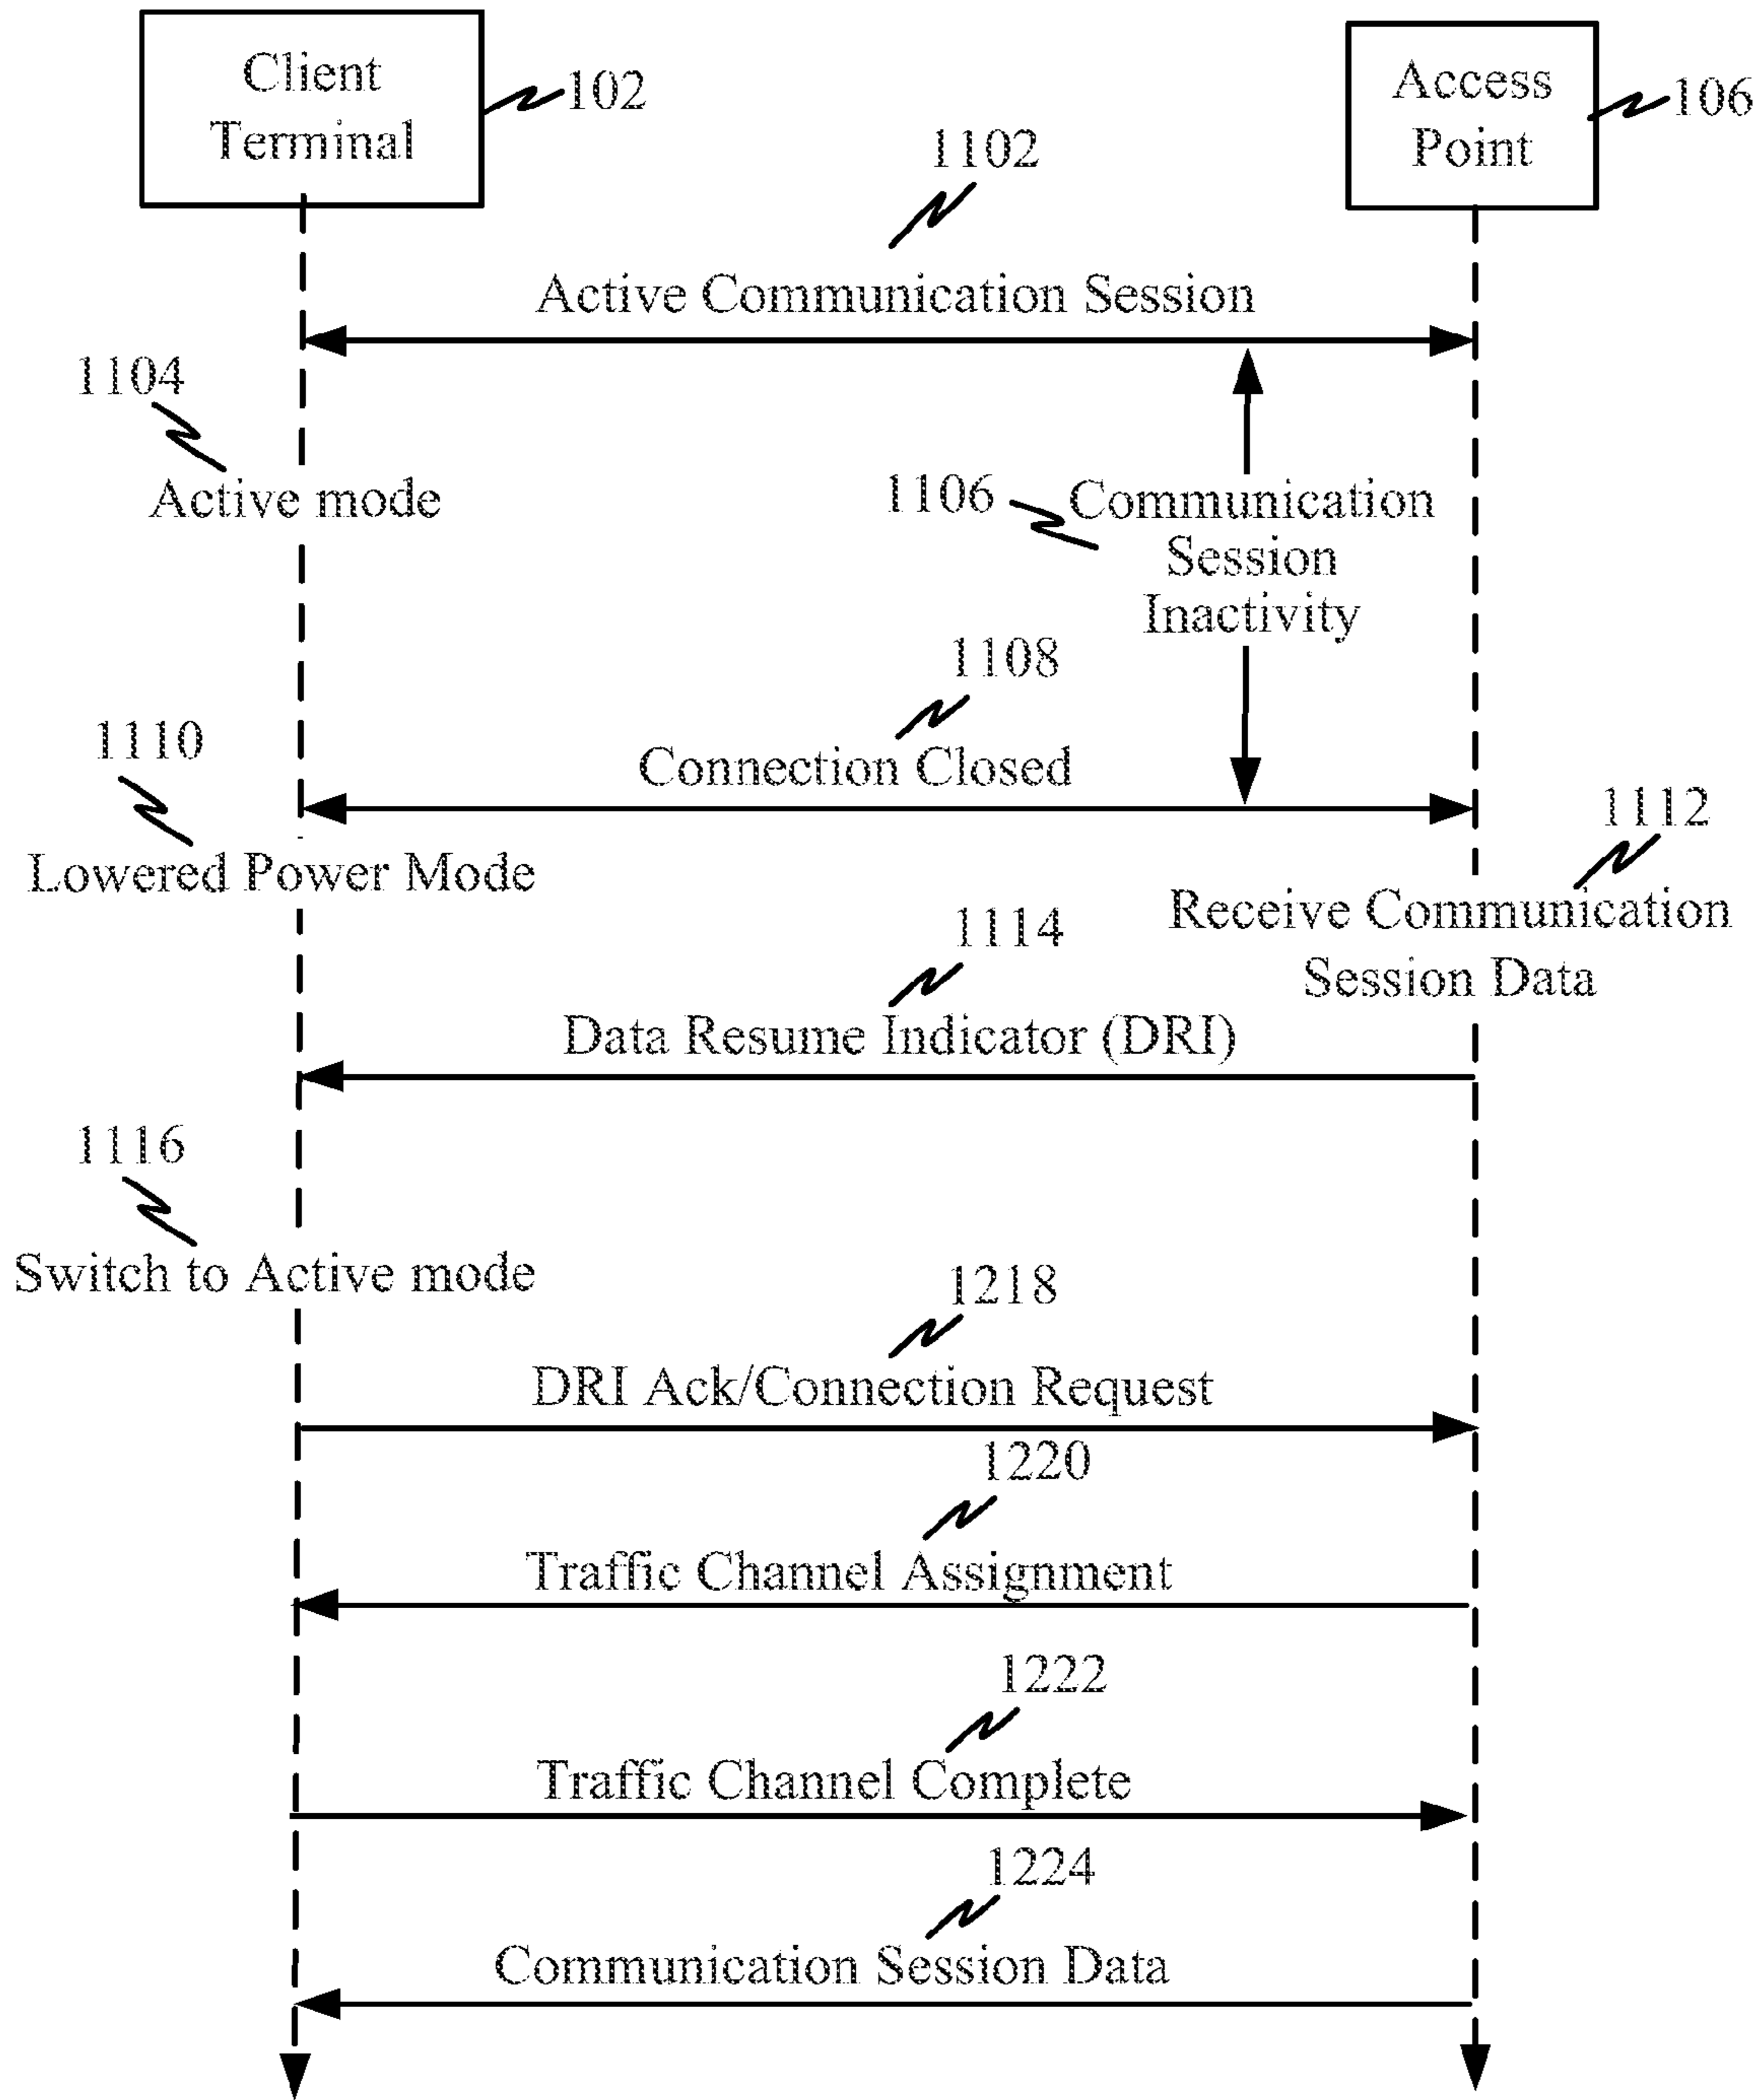 Client
Terminal
102
Access
Point
106
1102
Active Communication Session
1104
Active mode
1106
Communication
Session
Inactivity
1108
Connection Closed
1110
Lowered Power Mode
1112
Receive Communication
Session Data
1114
Data Resume Indicator (DRI)
1116
Switch to Active mode
1218
DRI Ack/Connection Request
1220
Traffic Channel Assignment
1222
Traffic Channel Complete
1224
Communication Session Data